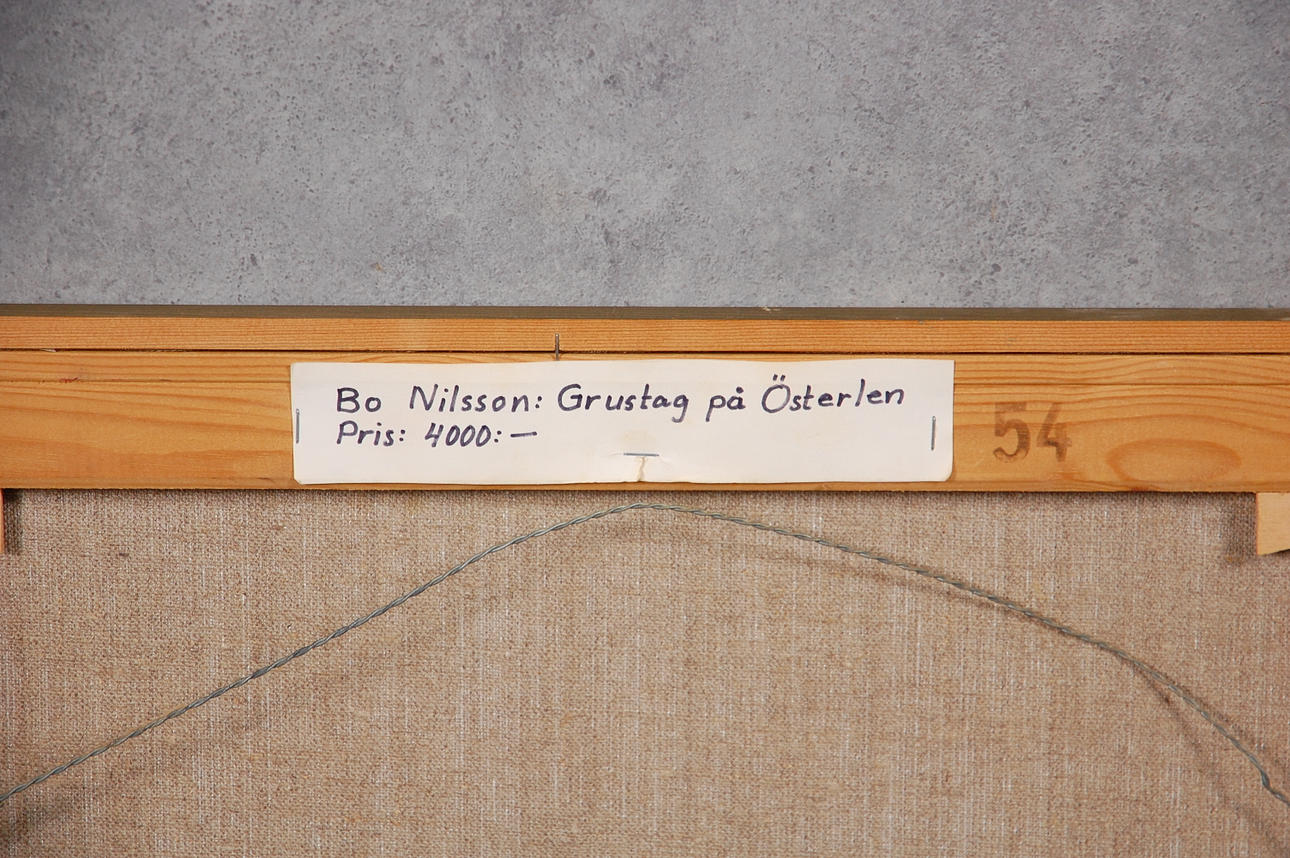 Bo Nilsson: Grustag på Österlen
Pris: 4000:—
54